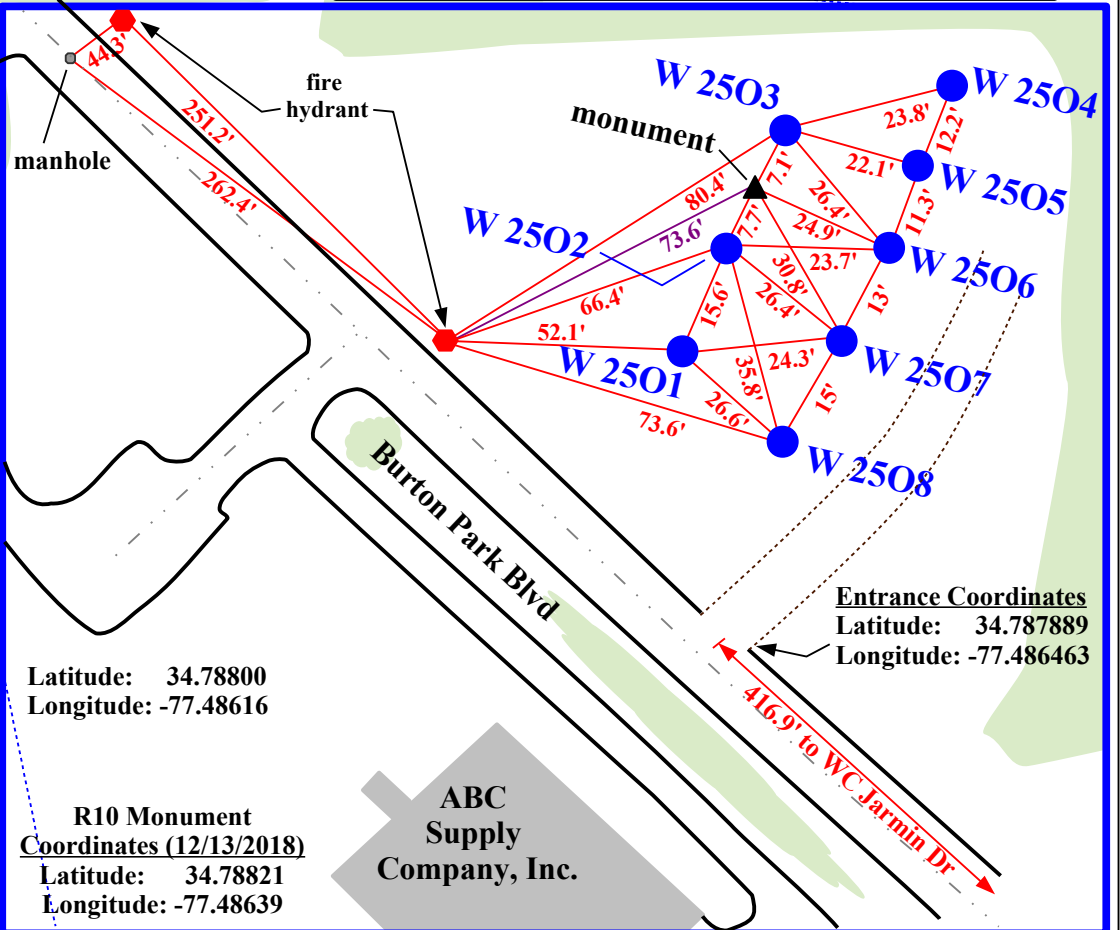 44.3'
251.2'
262.4'
manhole
fire
hydrant
W 25O3
W 25O4
monument
23.8'
12.2'
22.1'
7.1'
80.4'
26.4'
W 25O5
11.3'
24.9'
73.6'
W 25O2
7.7'
23.7'
W 25O6
30.8'
66.4'
26.4'
15.6'
13'
52.1'
W 25O1
24.3'
W 25O7
35.8'
26.6'
15'
73.6'
W 25O8
Burton Park Blvd
Entrance Coordinates
Latitude: 34.787889
Longitude: -77.486463
Latitude: 34.78800
Longitude: -77.48616
416.9' to WC Jarmin Dr
ABC
Supply
Company, Inc.
R10 Monument
Coordinates (12/13/2018)
Latitude: 34.78821
Longitude: -77.48639